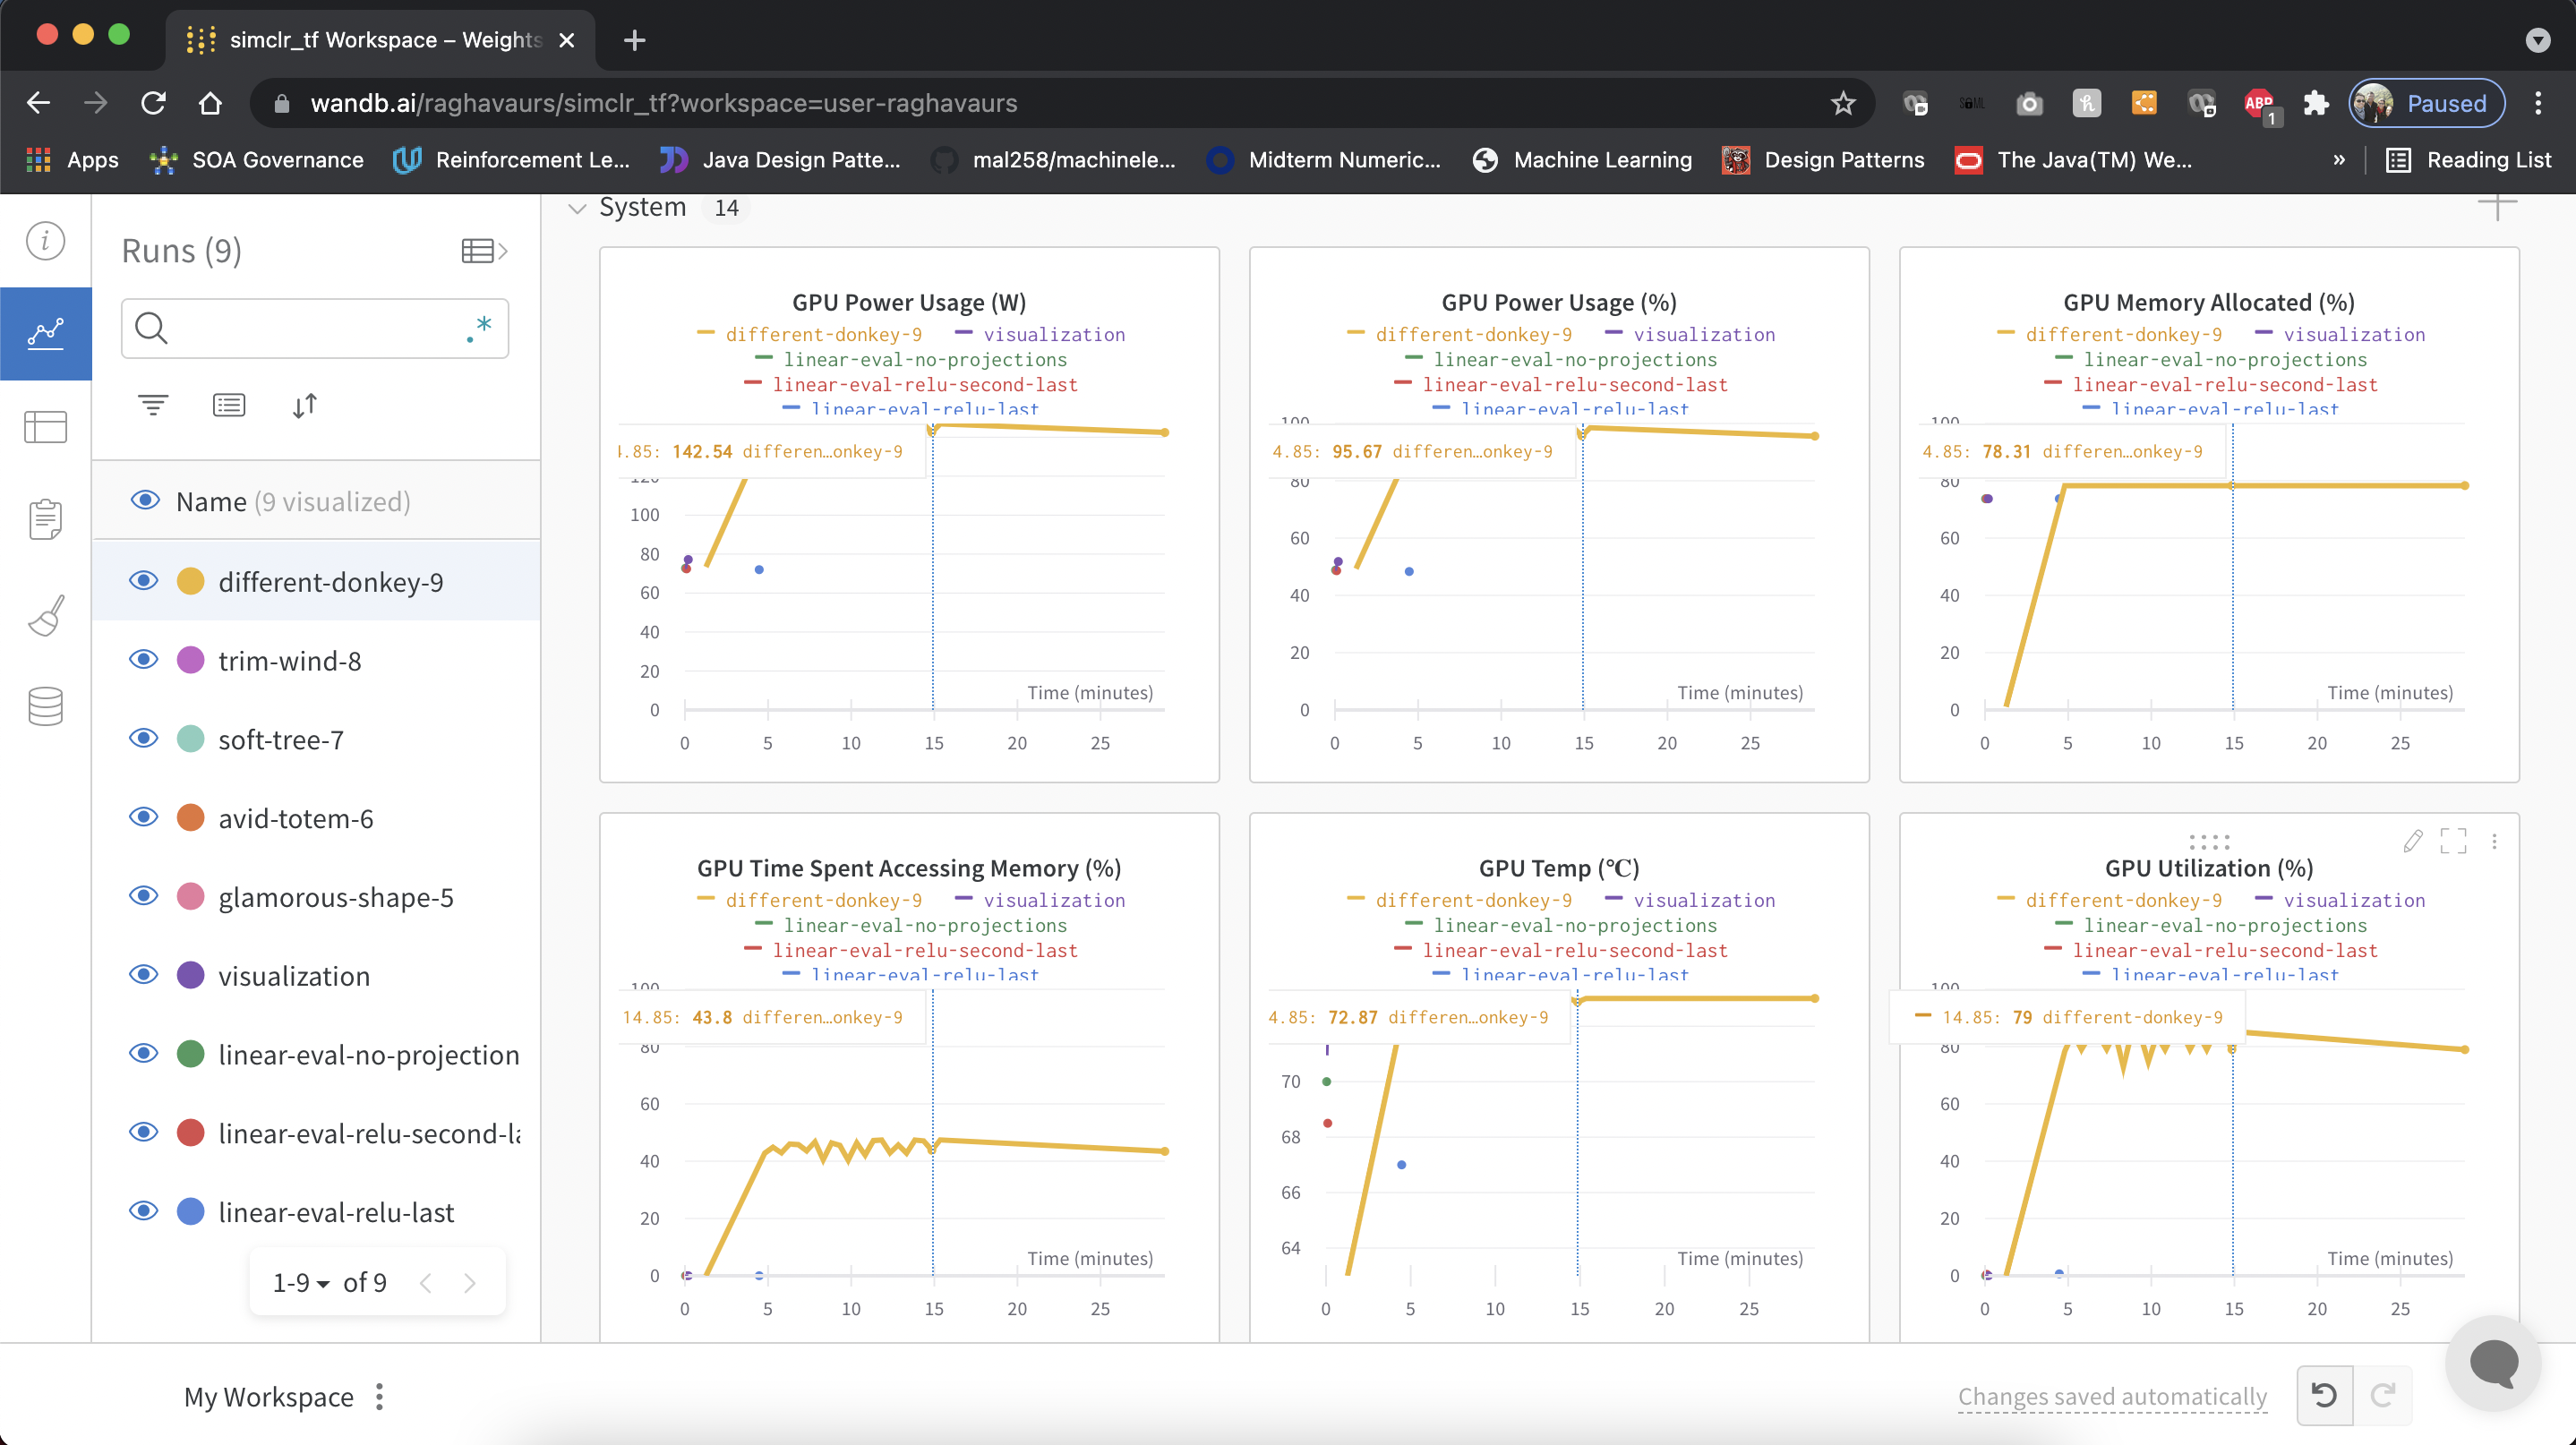 simclr_tf Workspace – Weights
wandb.ai/raghavaurs/simclr_tf?workspace=user-raghavaurs
ABP
1
Paused
Apps
SOA Governance
Reinforcement Le...
Java Design Patte...
mal258/machinele...
Midterm Numeric...
Machine Learning
Design Patterns
The Java(TM) We...
»
Reading List
Runs (9)
.*
Name (9 visualized)
different-donkey-9
trim-wind-8
soft-tree-7
avid-totem-6
glamorous-shape-5
visualization
linear-eval-no-projection
linear-eval-relu-second-la
linear-eval-relu-last
1-9 of 9
System 14
GPU Power Usage (W)
different-donkey-9 visualization
linear-eval-no-projections
linear-eval-relu-second-last
linear-eval-relu-last
4.85: 142.54 differen…onkey-9
120
100
80
60
40
20
0
Time (minutes)
0 5 10 15 20 25
GPU Power Usage (%)
different-donkey-9 visualization
linear-eval-no-projections
linear-eval-relu-second-last
linear-eval-relu-last
100
4.85: 95.67 differen…onkey-9
80
60
40
20
0
Time (minutes)
0 5 10 15 20 25
GPU Memory Allocated (%)
different-donkey-9 visualization
linear-eval-no-projections
linear-eval-relu-second-last
linear-eval-relu-last
100
4.85: 78.31 differen…onkey-9
80
60
40
20
0
Time (minutes)
0 5 10 15 20 25
GPU Time Spent Accessing Memory (%)
different-donkey-9 visualization
linear-eval-no-projections
linear-eval-relu-second-last
linear-eval-relu-last
100
14.85: 43.8 differen…onkey-9
80
60
40
20
0
Time (minutes)
0 5 10 15 20 25
GPU Temp (℃)
different-donkey-9 visualization
linear-eval-no-projections
linear-eval-relu-second-last
linear-eval-relu-last
4.85: 72.87 differen…onkey-9
70
68
66
64
Time (minutes)
0 5 10 15 20 25
GPU Utilization (%)
different-donkey-9 visualization
linear-eval-no-projections
linear-eval-relu-second-last
linear-eval-relu-last
100
14.85: 79 different-donkey-9
80
60
40
20
0
Time (minutes)
0 5 10 15 20 25
My Workspace
Changes saved automatically